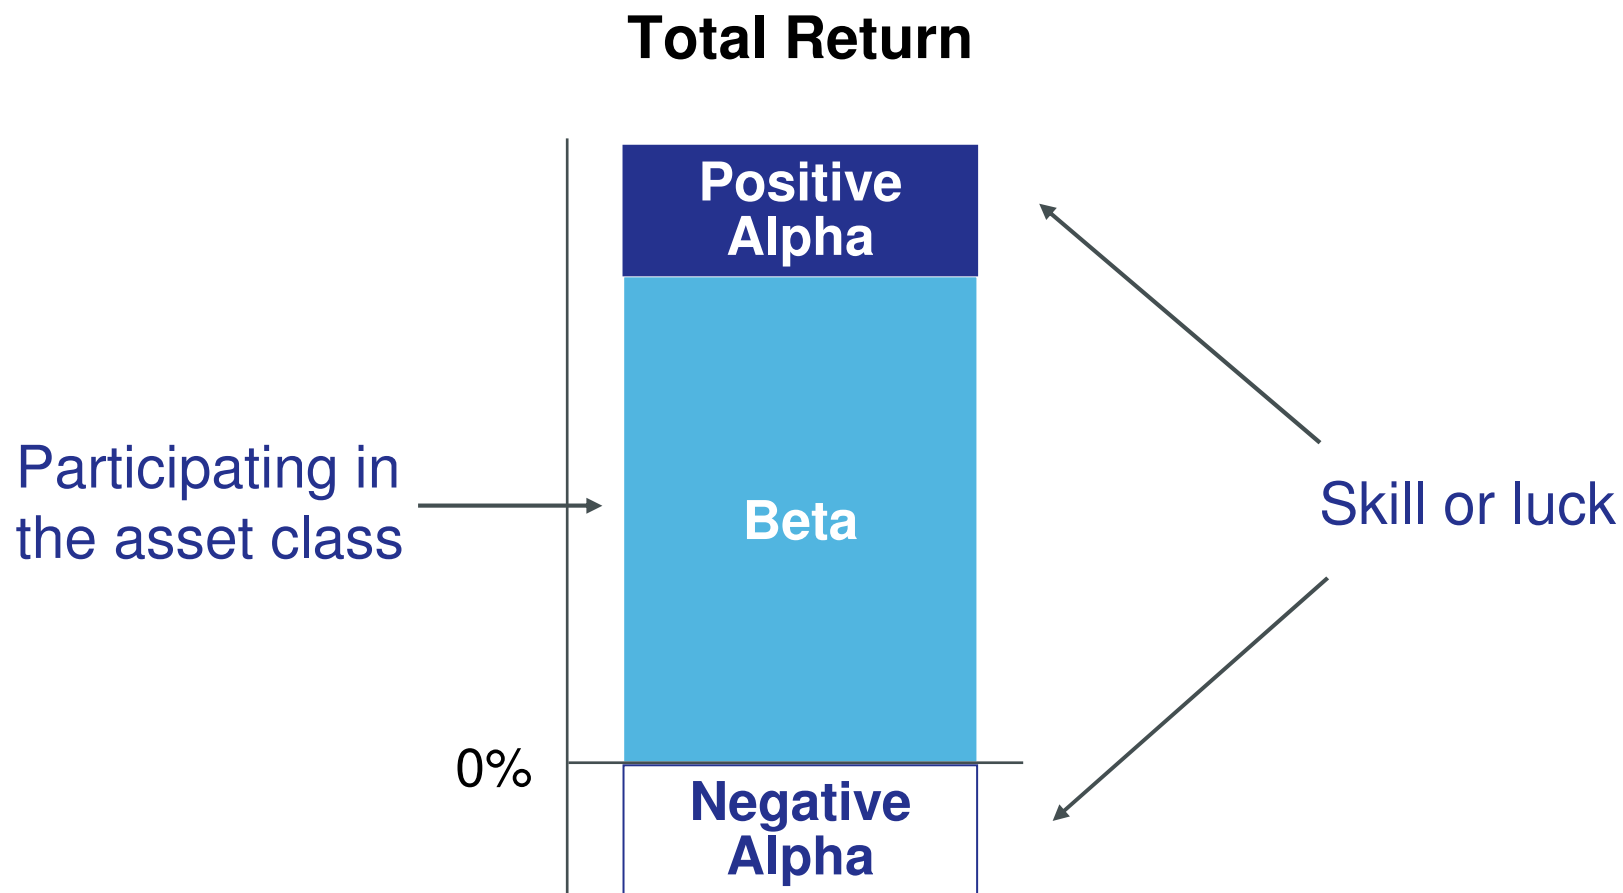 Total Return
Positive
Alpha
Participating in
the asset class
Beta
Skill or luck
0%
Negative
Alpha